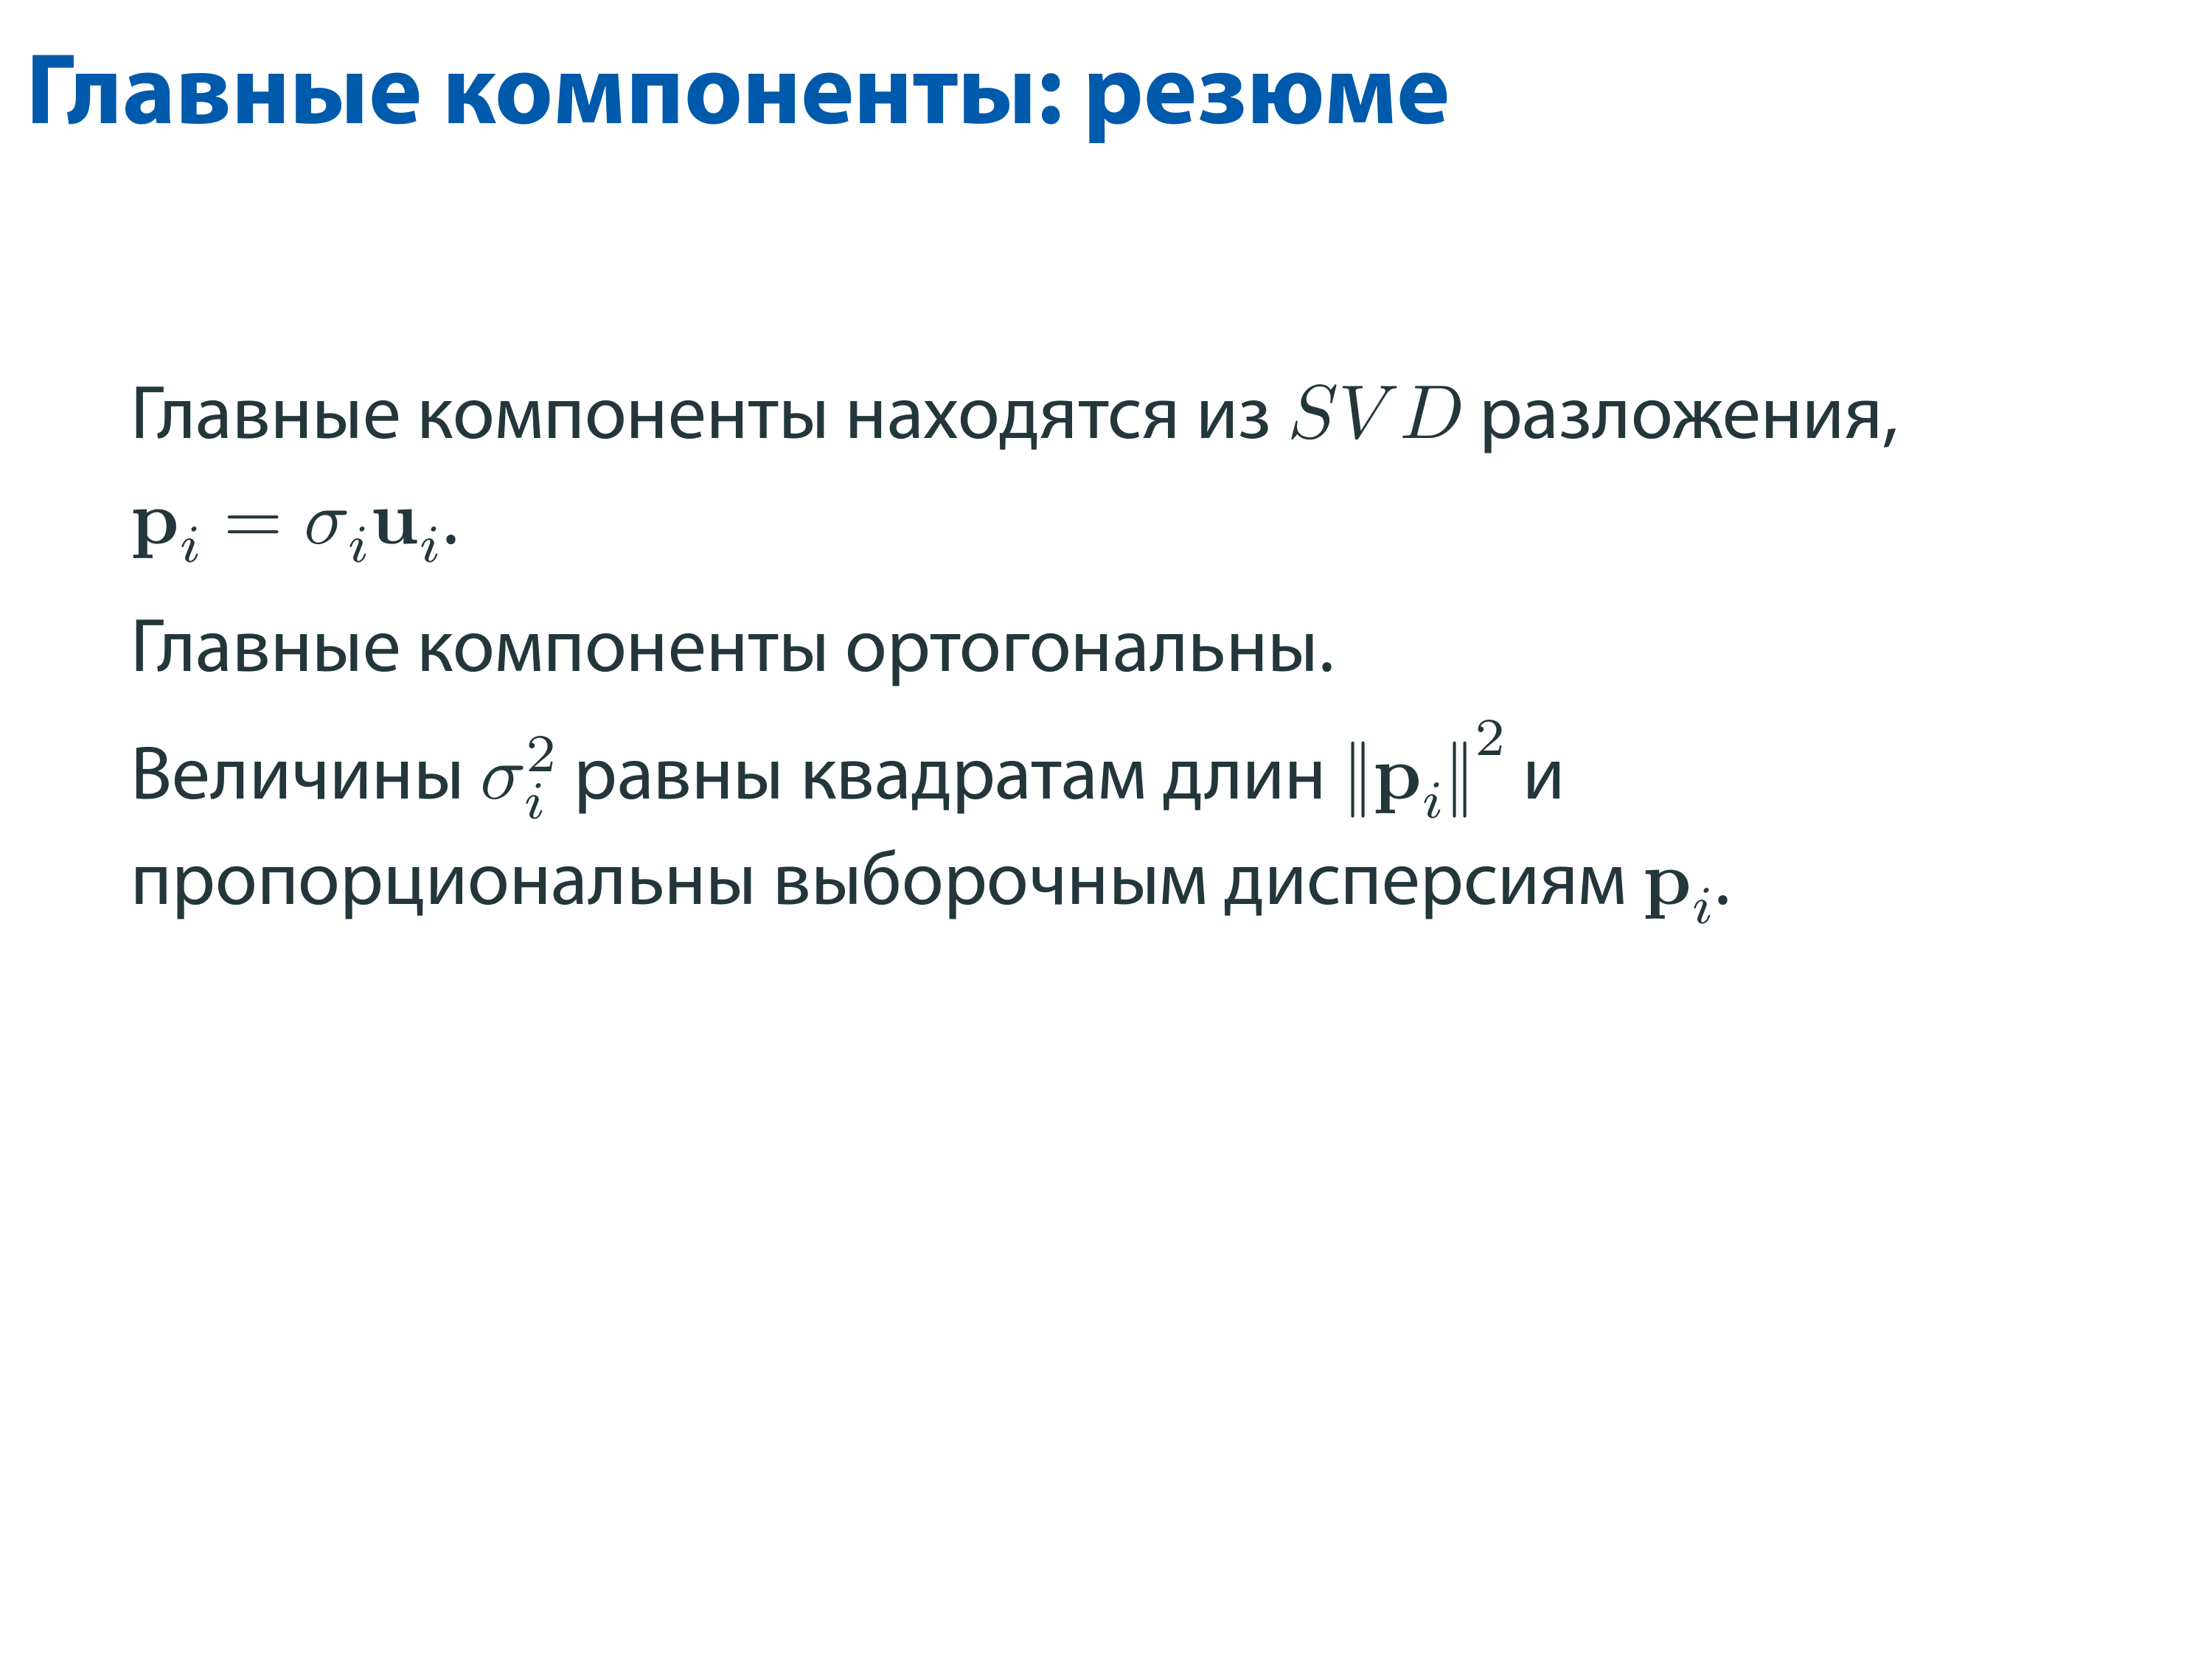 Главные компоненты: резюме
Главные компоненты находятся из $SVD$ разложения,
$\mathbf{p}_i = \sigma_i \mathbf{u}_i$.
Главные компоненты ортогональны.
Величины $\sigma_i^2$ равны квадратам длин $\|\mathbf{p}_i\|^2$ и
пропорциональны выборочным дисперсиям $\mathbf{p}_i$.